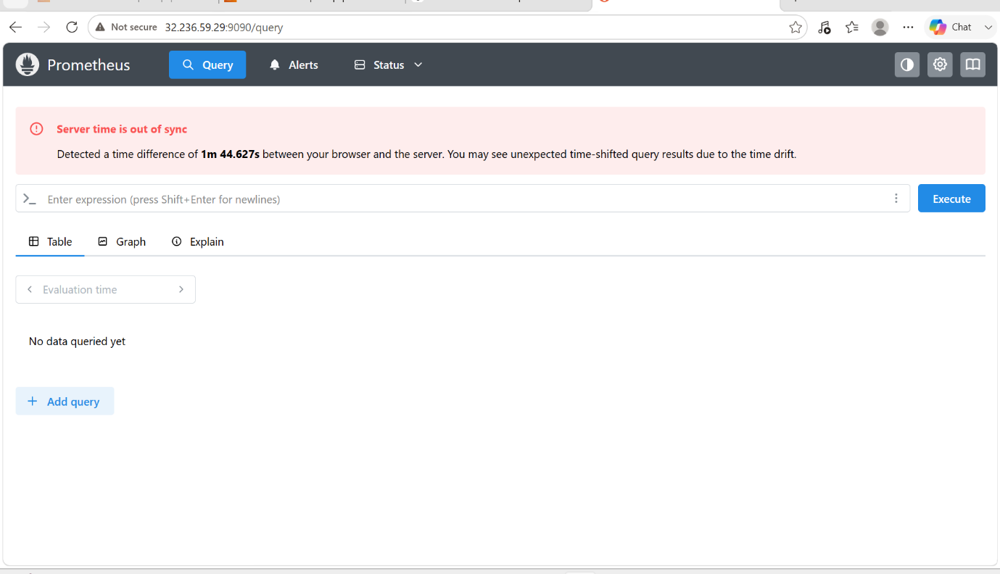 Not secure 32.236.59.29:9090/query
Chat
Prometheus Query Alerts Status
Server time is out of sync
Detected a time difference of 1m 44.627s between your browser and the server. You may see unexpected time-shifted query results due to the time drift.
Enter expression (press Shift+Enter for newlines)
Execute
Table Graph Explain
Evaluation time
No data queried yet
Add query